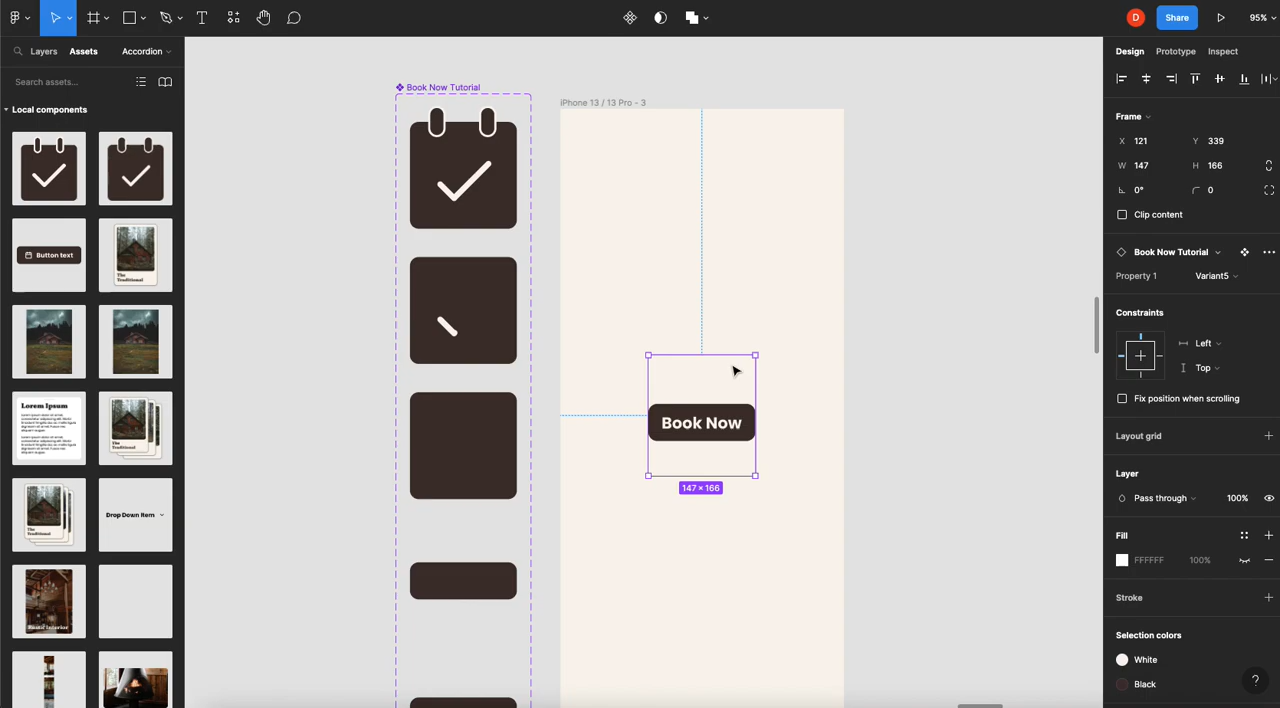 D
Share
95%
Layers
Assets
Accordion
Design
Prototype
Inspect
Search assets...
Local components
Book Now Tutorial
iPhone 13 / 13 Pro - 3
Frame
X
121
Y
339
W
147
H
166
0°
0
Clip content
Button text
The
Traditional
Book Now Tutorial
Property 1
Variant5
Constraints
Left
Top
Fix position when scrolling
Lorem Ipsum
The
Traditional
Book Now
147 × 166
Layout grid
Layer
Pass through
100%
The
Traditional
Drop Down Item
Fill
FFFFFF
100%
Stroke
Rustic Interior
Selection colors
White
Black
?